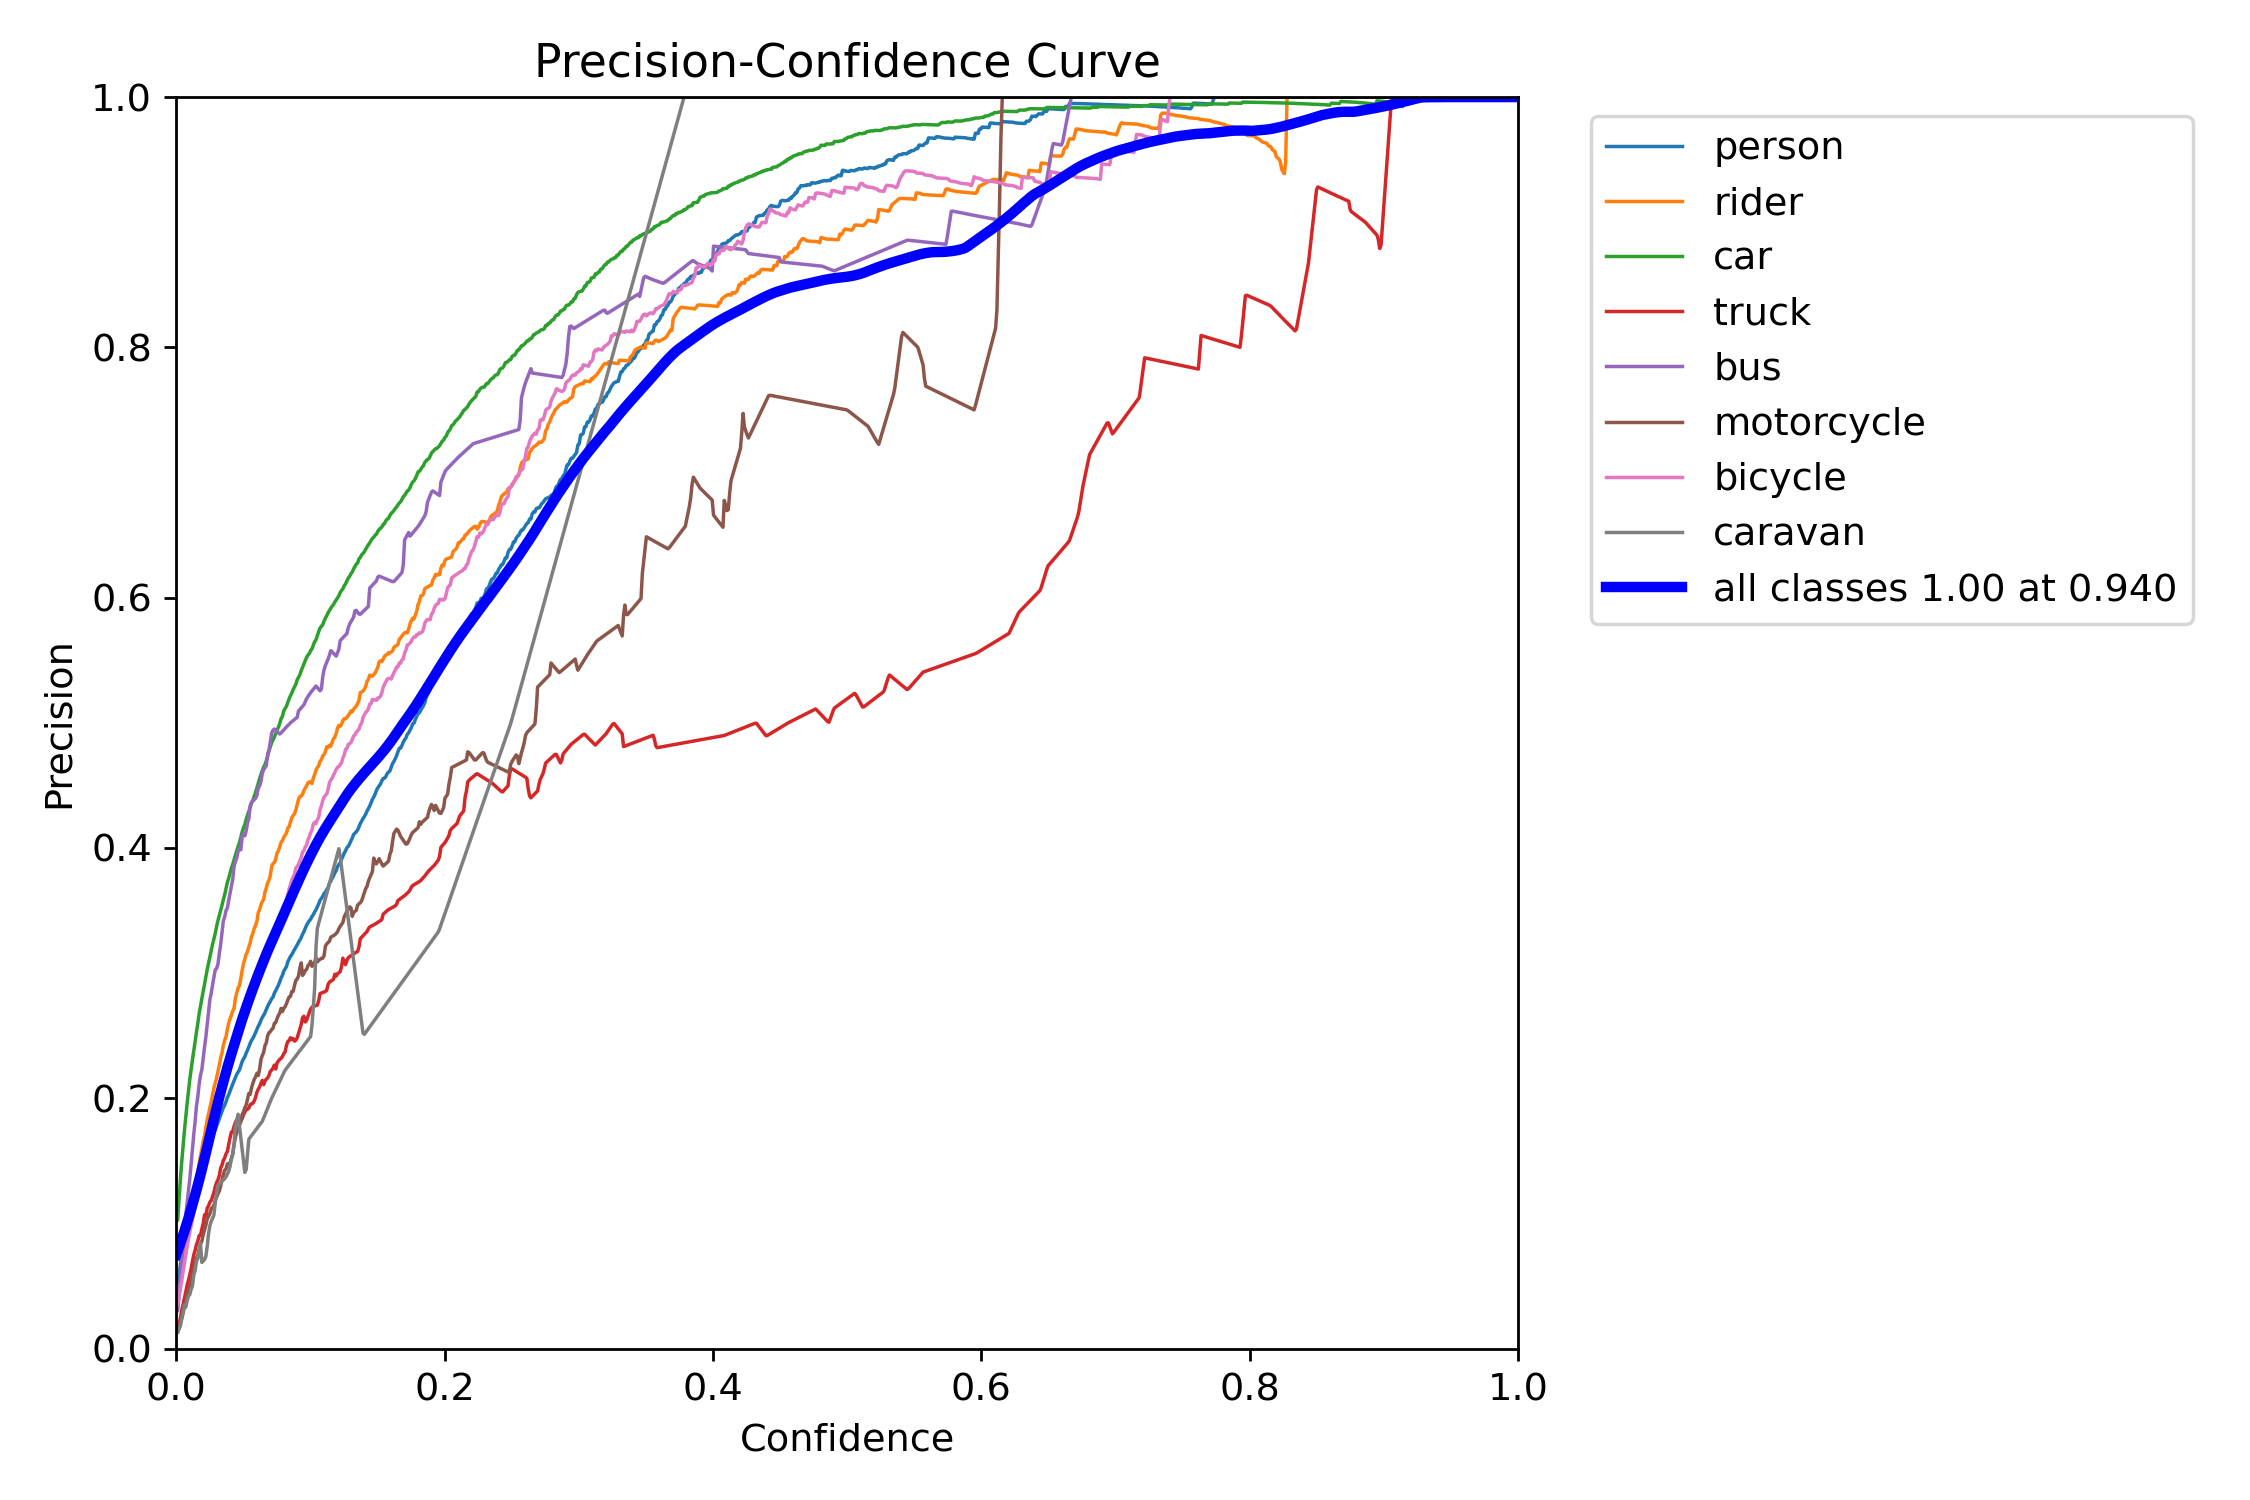 Precision-Confidence Curve
1.0
0.8
0.6
0.4
0.2
0.0
Precision
0.0 0.2 0.4 0.6 0.8 1.0
Confidence
person
rider
car
truck
bus
motorcycle
bicycle
caravan
all classes 1.00 at 0.940